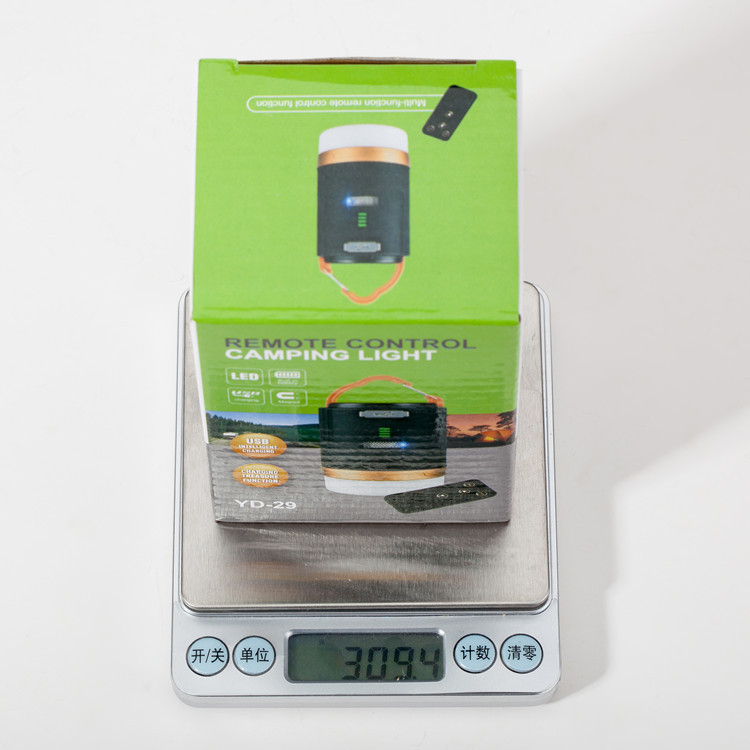 Multi-function remote control function
REMOTE CONTROL
CAMPING LIGHT
LED
USB
USB
INTELLIGENT
CHARGING
CHARGING
TREASURE
FUNCTION
YD-29
开/关
单位
309.4
计数
清零